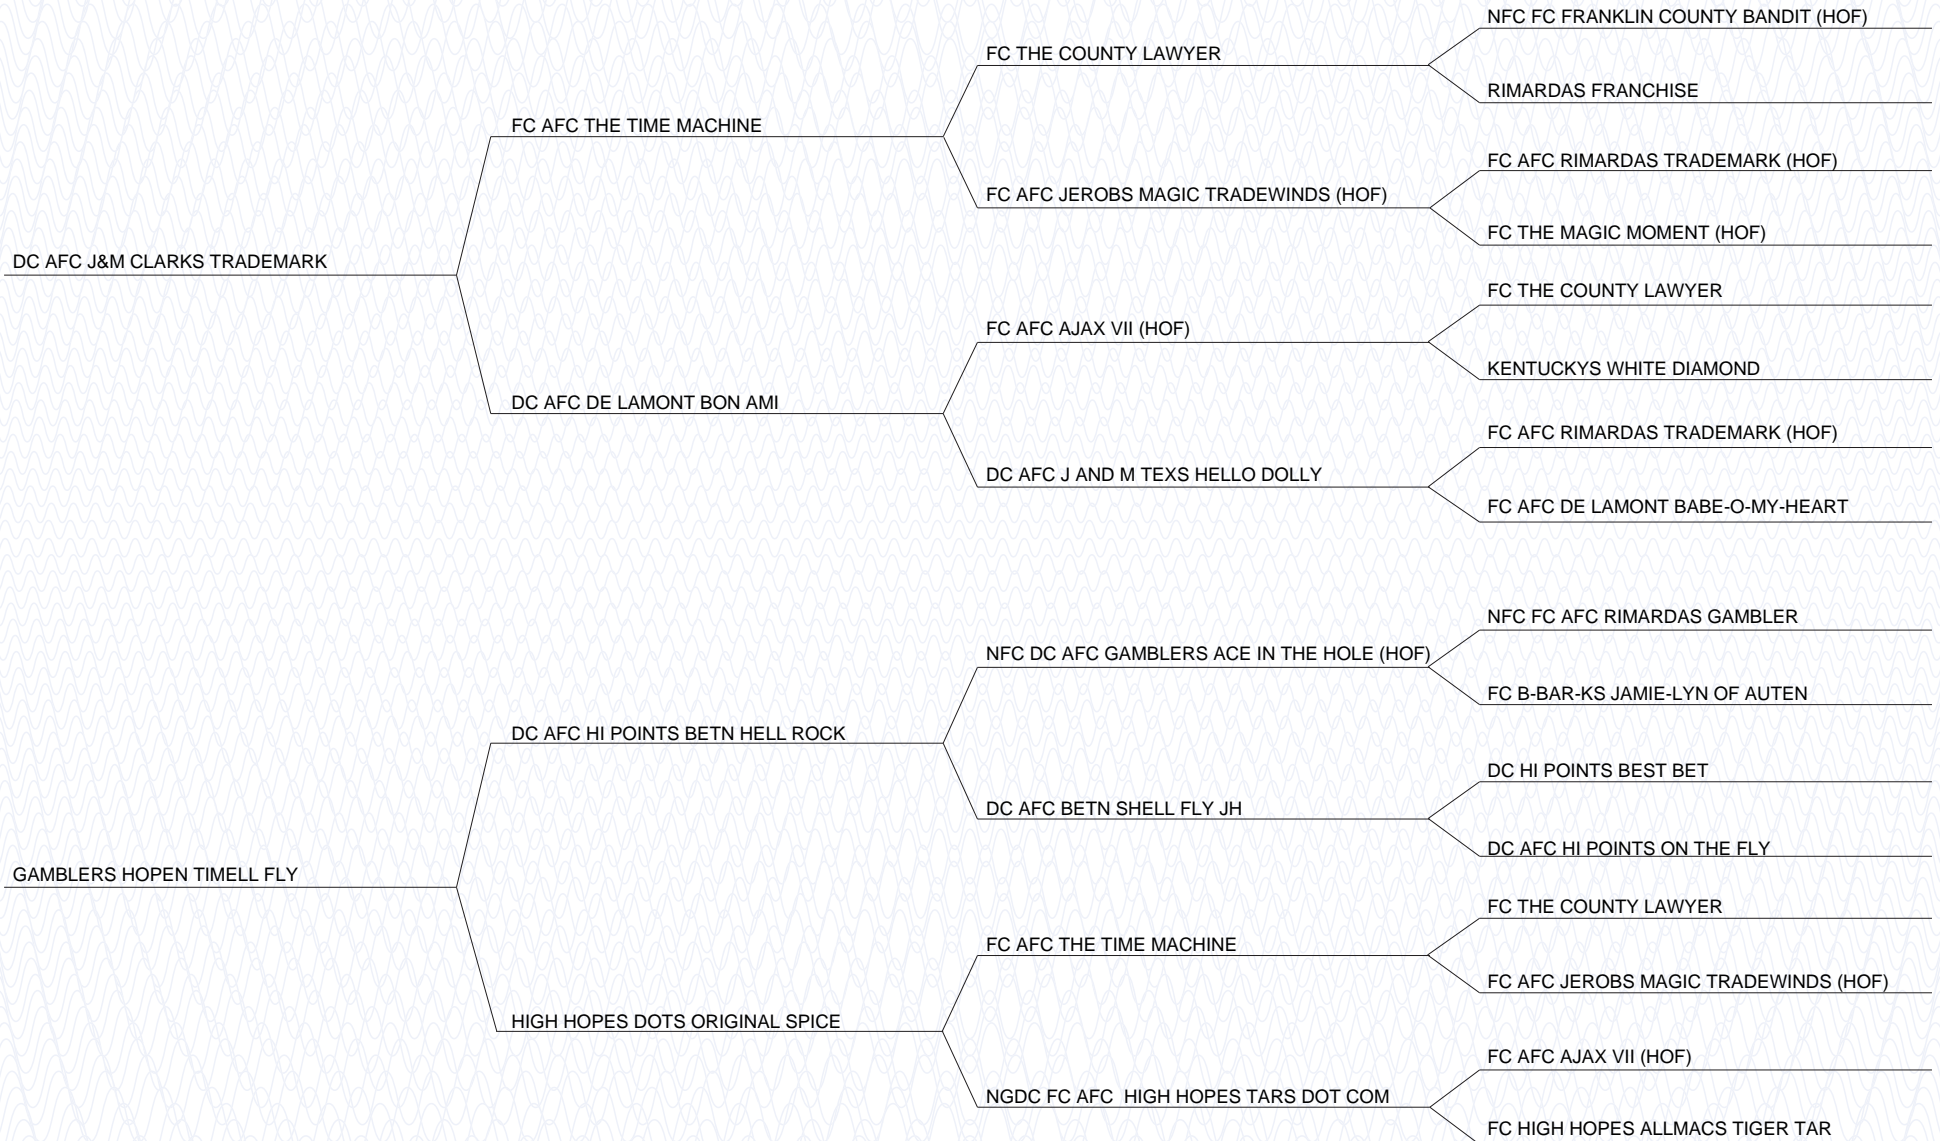 NFC FC FRANKLIN COUNTY BANDIT (HOF)
FC THE COUNTY LAWYER
RIMARDAS FRANCHISE
FC AFC THE TIME MACHINE
FC AFC RIMARDAS TRADEMARK (HOF)
FC AFC JEROBS MAGIC TRADEWINDS (HOF)
FC THE MAGIC MOMENT (HOF)
DC AFC J&M CLARKS TRADEMARK
FC THE COUNTY LAWYER
FC AFC AJAX VII (HOF)
KENTUCKYS WHITE DIAMOND
DC AFC DE LAMONT BON AMI
FC AFC RIMARDAS TRADEMARK (HOF)
DC AFC J AND M TEXS HELLO DOLLY
FC AFC DE LAMONT BABE-O-MY-HEART
NFC FC AFC RIMARDAS GAMBLER
NFC DC AFC GAMBLERS ACE IN THE HOLE (HOF)
FC B-BAR-KS JAMIE-LYN OF AUTEN
DC AFC HI POINTS BETN HELL ROCK
DC HI POINTS BEST BET
DC AFC BETN SHELL FLY JH
DC AFC HI POINTS ON THE FLY
GAMBLERS HOPEN TIMELL FLY
FC THE COUNTY LAWYER
FC AFC THE TIME MACHINE
FC AFC JEROBS MAGIC TRADEWINDS (HOF)
HIGH HOPES DOTS ORIGINAL SPICE
FC AFC AJAX VII (HOF)
NGDC FC AFC  HIGH HOPES TARS DOT COM
FC HIGH HOPES ALLMACS TIGER TAR